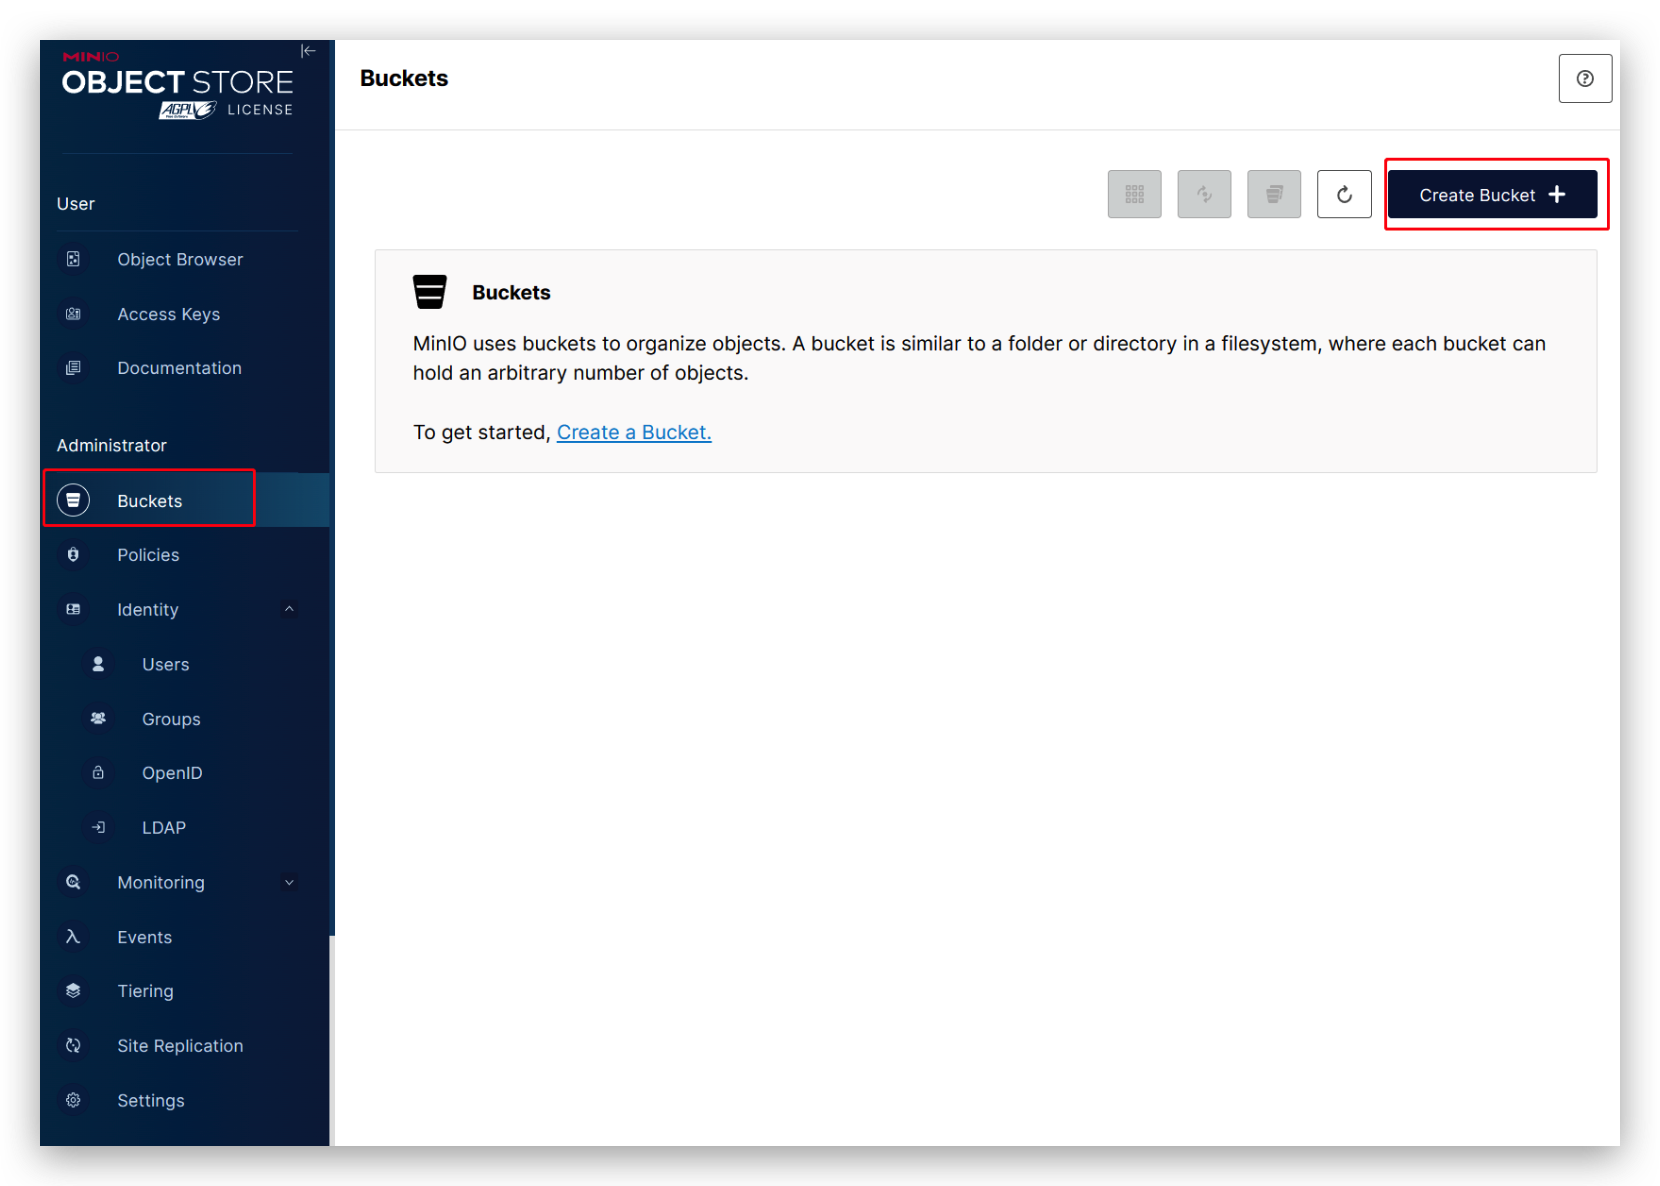 MINIO
OBJECT STORE
AGPLv3 LICENSE
Buckets
User
Object Browser
Access Keys
Documentation
Administrator
Buckets
Policies
Identity
Users
Groups
OpenID
LDAP
Monitoring
Events
Tiering
Site Replication
Settings
Create Bucket
Buckets
MinIO uses buckets to organize objects. A bucket is similar to a folder or directory in a filesystem, where each bucket can
hold an arbitrary number of objects.
To get started, Create a Bucket.